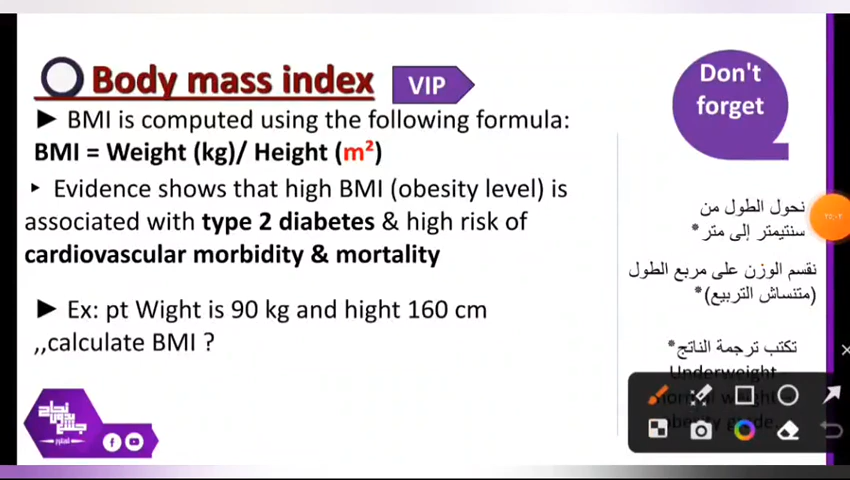 Body mass index
VIP
► BMI is computed using the following formula:
BMI = Weight (kg)/ Height (m²)
‣ Evidence shows that high BMI (obesity level) is
associated with type 2 diabetes & high risk of
cardiovascular morbidity & mortality
► Ex: pt Wight is 90 kg and hight 160 cm
,,calculate BMI ?
Don't
forget
نحول الطول من
سنتيمتر إلى متر*
نقسم الوزن على مربع الطول
(متنساش التربيع)*
تكتب ترجمة الناتج*
Underweight